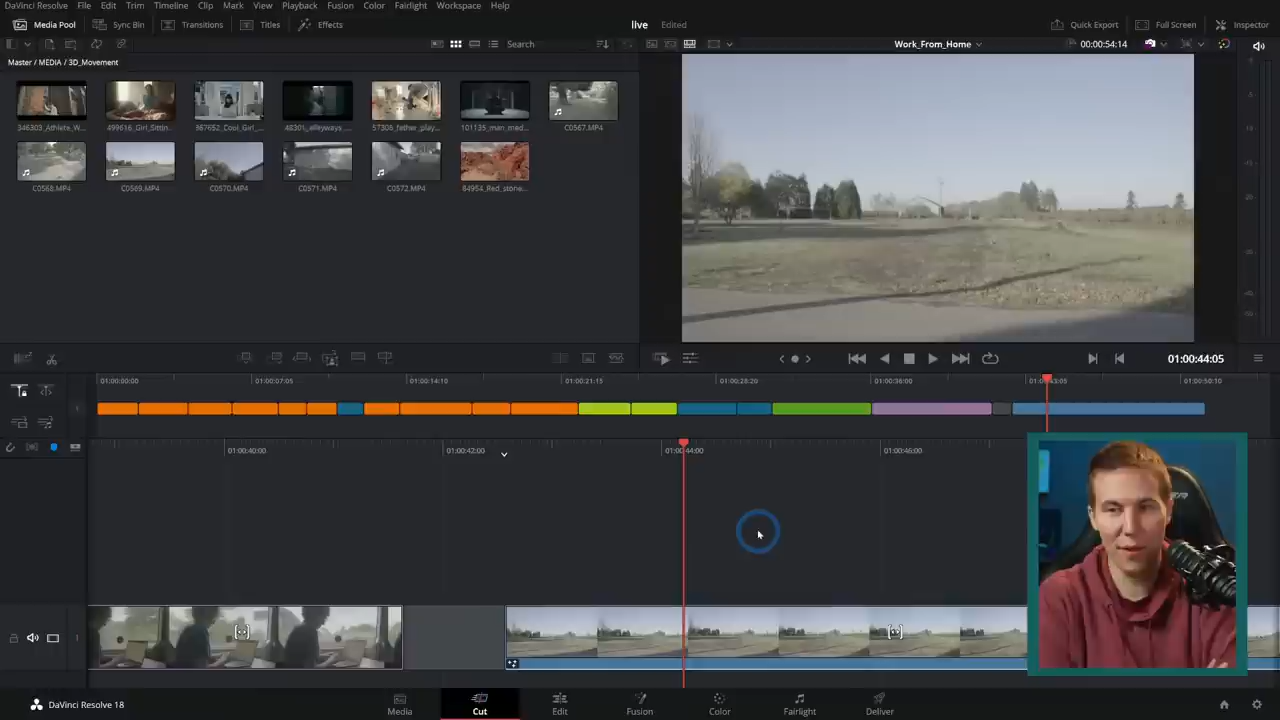 DaVinci Resolve File Edit Trim Timeline Clip Mark View Playback Fusion Color Fairlight Workspace Help
Media Pool Sync Bin Transitions Titles Effects live Edited Quick Export Full Screen Inspector
Search Work_From_Home 00:00:54:14
Master / MEDIA / 3D_Movement
346303_Athlete_W... 499616_Girl_Sittin... 367652_Cool_Girl_... 48301_alleyways_... 57306_father_play... 101135_man_med... C0567.MP4
C0568.MP4 C0569.MP4 C0570.MP4 C0571.MP4 C0572.MP4 84954_Red_stone...
01:00:44:05
01:00:00:00 01:00:07:05 01:00:14:10 01:00:21:15 01:00:28:20 01:00:36:00 01:00:43:05 01:00:50:10
01:00:40:00 01:00:42:00 01:00:44:00 01:00:46:00
1
DaVinci Resolve 18 Media Cut Edit Fusion Color Fairlight Deliver